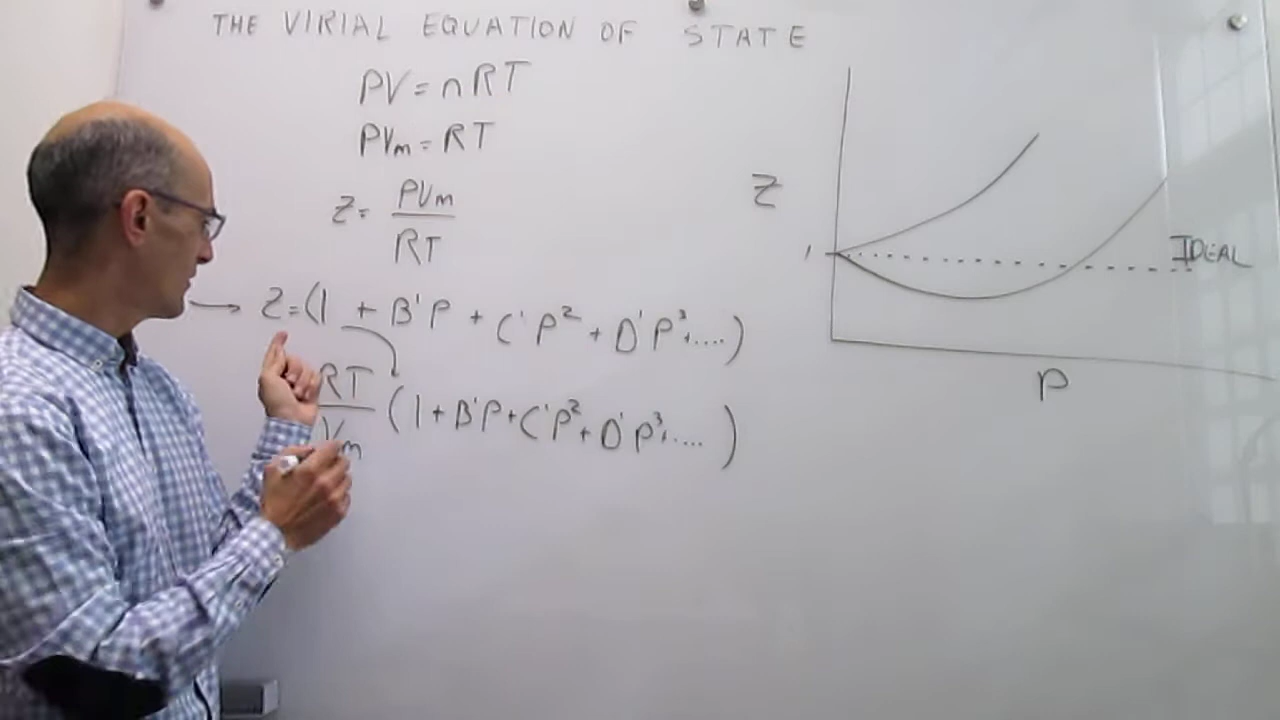 THE VIRIAL EQUATION OF STATE
PV = nRT
PVm = RT
Z = PVm
RT
→ Z = (1 + B'P + C'P² + D'P³+....)
RT
Vm (1 + B'P + C'P² + D'P³+....)
Z
1
IDEAL
P